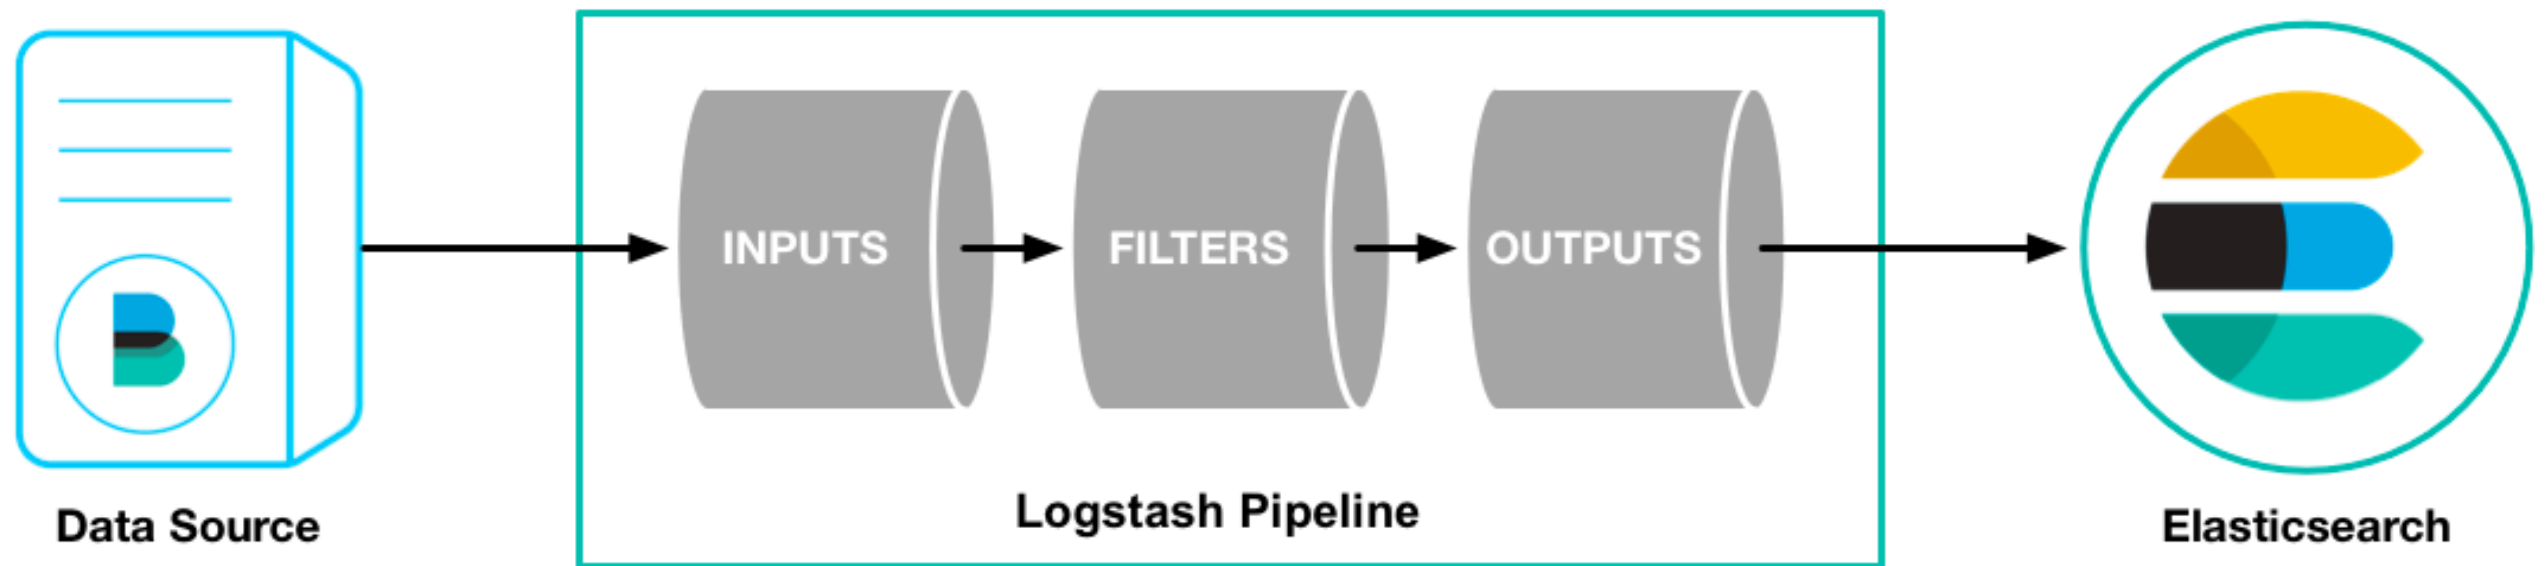 INPUTS
FILTERS
OUTPUTS
Data Source
Logstash Pipeline
Elasticsearch